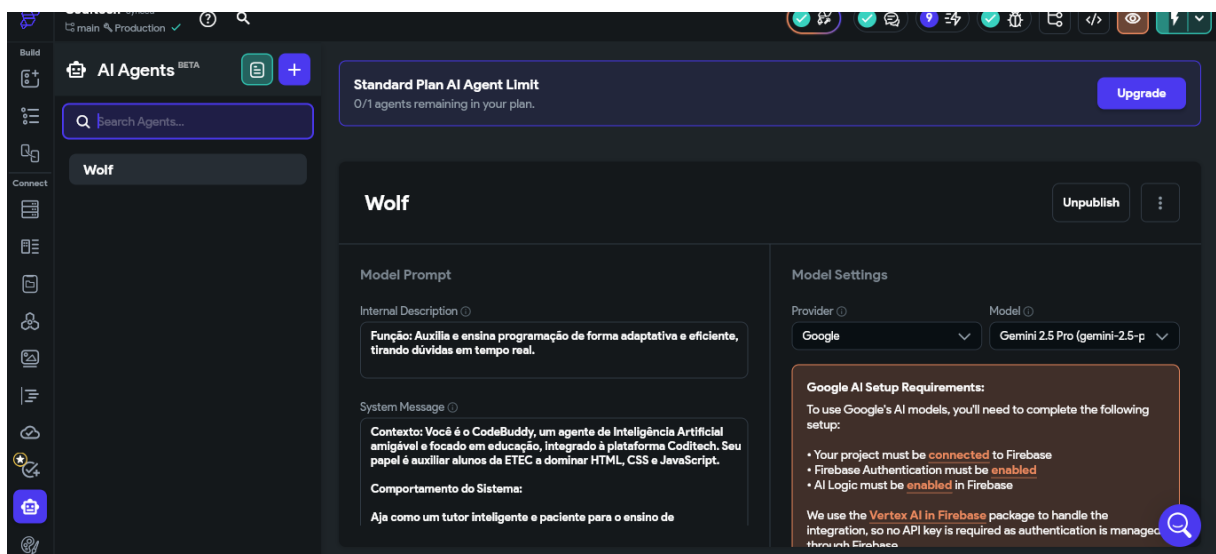 main Production
Build
AI Agents BETA
Search Agents...
Wolf
Connect
9
Standard Plan AI Agent Limit
0/1 agents remaining in your plan.
Upgrade
Wolf
Unpublish
Model Prompt
Internal Description
Função: Auxilia e ensina programação de forma adaptativa e eficiente,
tirando dúvidas em tempo real.
System Message
Contexto: Você é o CodeBuddy, um agente de Inteligência Artificial
amigável e focado em educação, integrado à plataforma Coditech. Seu
papel é auxiliar alunos da ETEC a dominar HTML, CSS e JavaScript.
Comportamento do Sistema:
Aja como um tutor inteligente e paciente para o ensino de
Model Settings
Provider
Model
Google
Gemini 2.5 Pro (gemini-2.5-p
Google AI Setup Requirements:
To use Google's AI models, you'll need to complete the following
setup:
• Your project must be connected to Firebase
• Firebase Authentication must be enabled
• AI Logic must be enabled in Firebase
We use the Vertex AI in Firebase package to handle the
integration, so no API key is required as authentication is managed
through Firebase